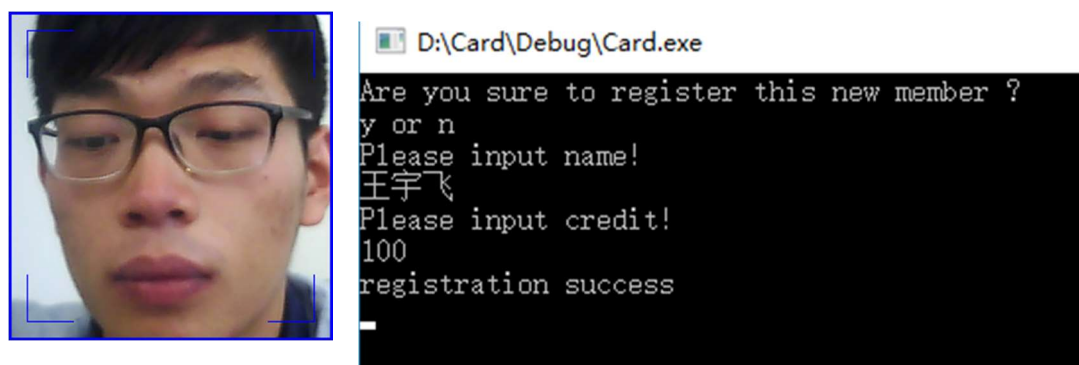 D:\Card\Debug\Card.exe
Are you sure to register this new member ?
y or n
Please input name!
王宇飞
Please input credit!
100
registration success